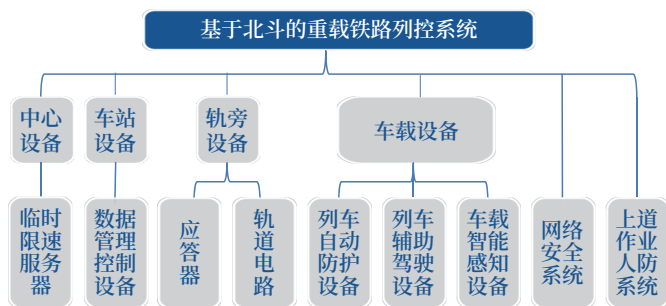 基于北斗的重载铁路列控系统
中心
设备
车站
设备
轨旁
设备
车载设备
临时
限速
服务
器
数据
管理
控制
设备
应
答
器
轨
道
电
路
列车
自动
防护
设备
列车
辅助
驾驶
设备
车载
智能
感知
设备
网络
安全
系统
上道
作业
人防
系统